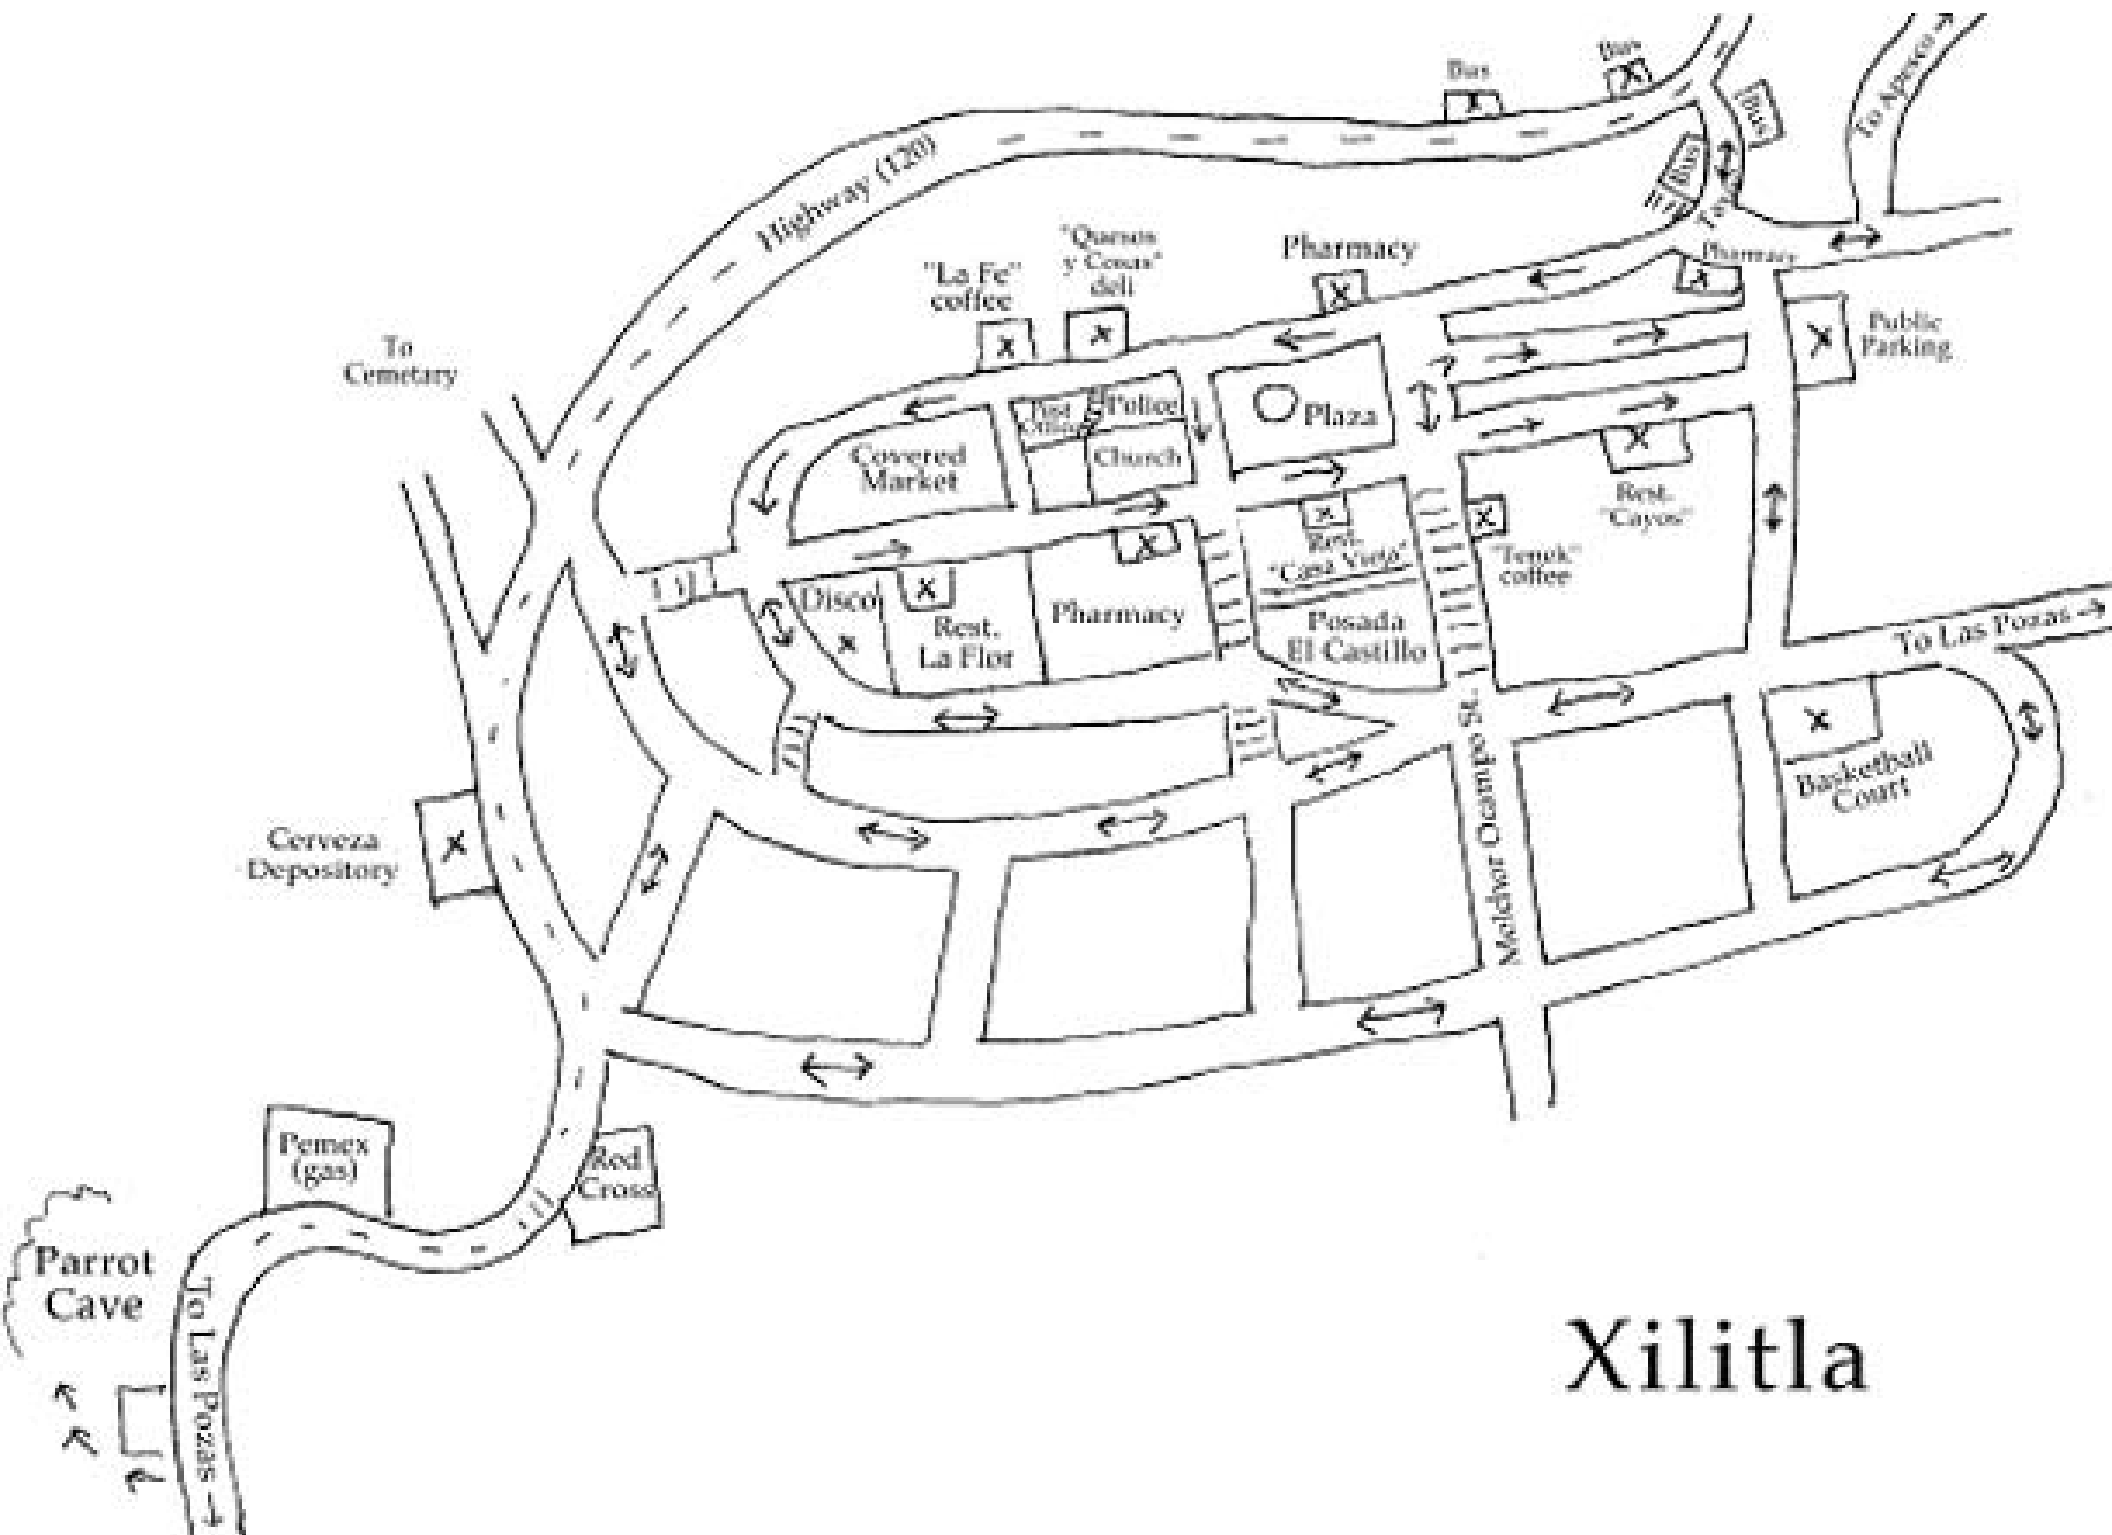 Bus
Bus
Bus
Bus
To Apesco →
Highway (120)
To
"Quesos
y Cosas"
deli
Pharmacy
"La Fe"
coffee
Pharmacy
Public
Parking
To
Cemetary
Post
Office
Police
Plaza
Covered
Market
Church
Rest.
"Cayos"
Rest.
"Casa Vieja"
"Tenek"
coffee
Disco
Rest.
La Flor
Pharmacy
Posada
El Castillo
To Las Pozas →
Melchor Ocampo St.
Basketball
Court
Cerveza
Depository
Pemex
(gas)
Red
Cross
Parrot
Cave
To Las Pozas →
Xilitla